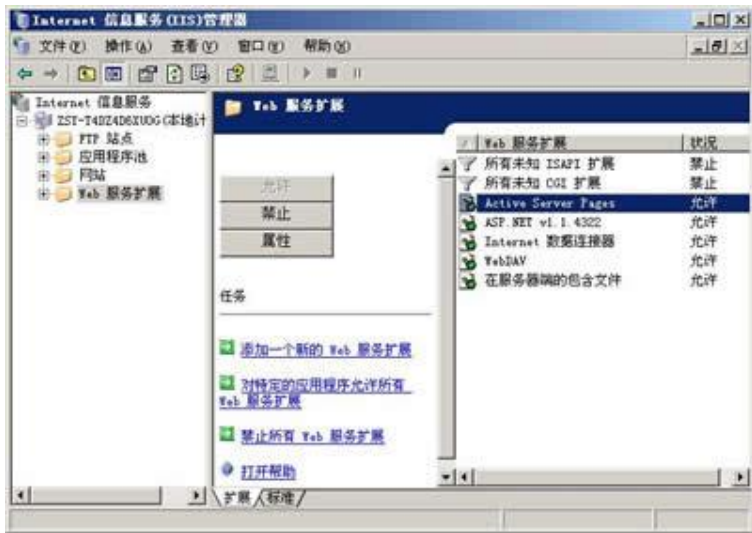 Internet 信息服务(IIS)管理器
文件(F) 操作(A) 查看(V) 窗口(W) 帮助(H)
Internet 信息服务
ZST-T4DZ4D6XUOG(本地计
FTP 站点
应用程序池
网站
Web 服务扩展
Web 服务扩展
允许
禁止
属性
任务
添加一个新的 Web 服务扩展
对特定的应用程序允许所有
Web 服务扩展
禁止所有 Web 服务扩展
打开帮助
Web 服务扩展 状况
所有未知 ISAPI 扩展 禁止
所有未知 CGI 扩展 禁止
Active Server Pages 允许
ASP.NET v1.1.4322 允许
Internet 数据连接器 允许
WebDAV 允许
在服务器端的包含文件 允许
扩展 标准